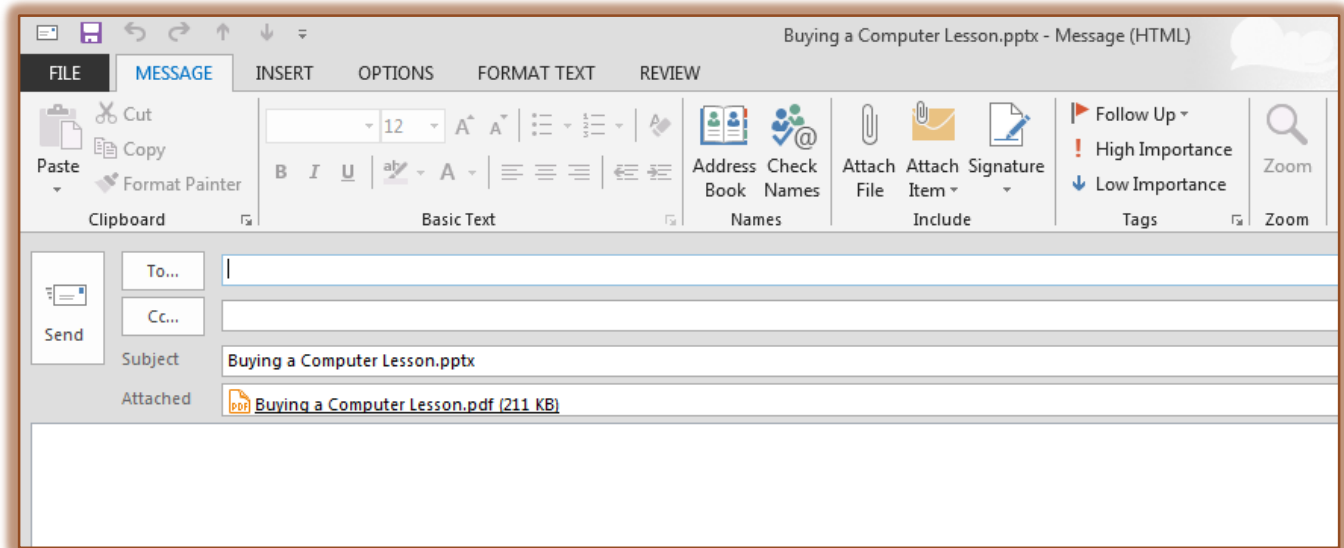 Buying a Computer Lesson.pptx - Message (HTML)
FILE MESSAGE INSERT OPTIONS FORMAT TEXT REVIEW
Paste
Cut
Copy
Format Painter
Clipboard
12
B I U
Basic Text
Address Book
Check Names
Names
Attach File
Attach Item
Signature
Include
Follow Up
High Importance
Low Importance
Tags
Zoom
Zoom
Send
To...
Cc...
Subject Buying a Computer Lesson.pptx
Attached Buying a Computer Lesson.pdf (211 KB)